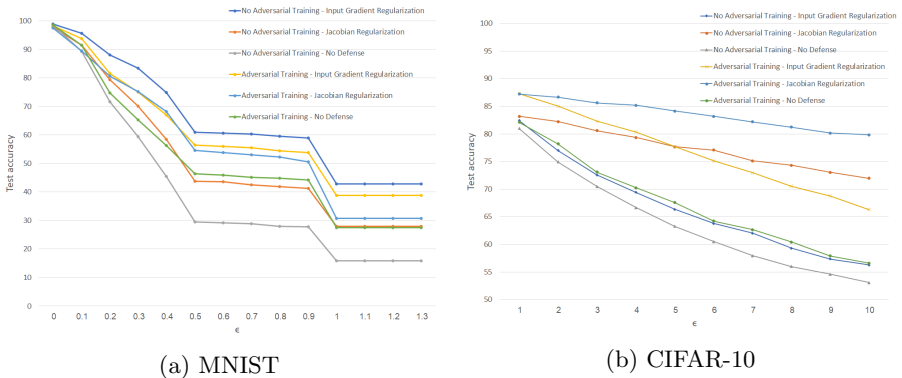 No Adversarial Training - Input Gradient Regularization
No Adversarial Training - Jacobian Regularization
No Adversarial Training - No Defense
Adversarial Training - Input Gradient Regularization
Adversarial Training - Jacobian Regularization
Adversarial Training - No Defense
100
90
80
70
60
50
40
30
20
10
0
Test accuracy
0 0.1 0.2 0.3 0.4 0.5 0.6 0.7 0.8 0.9 1 1.1 1.2 1.3
ϵ
(a) MNIST
No Adversarial Training - Input Gradient Regularization
No Adversarial Training - Jacobian Regularization
No Adversarial Training - No Defense
Adversarial Training - Input Gradient Regularization
Adversarial Training - Jacobian Regularization
Adversarial Training - No Defense
100
95
90
85
80
75
70
65
60
55
50
Test accuracy
1 2 3 4 5 6 7 8 9 10
ϵ
(b) CIFAR-10